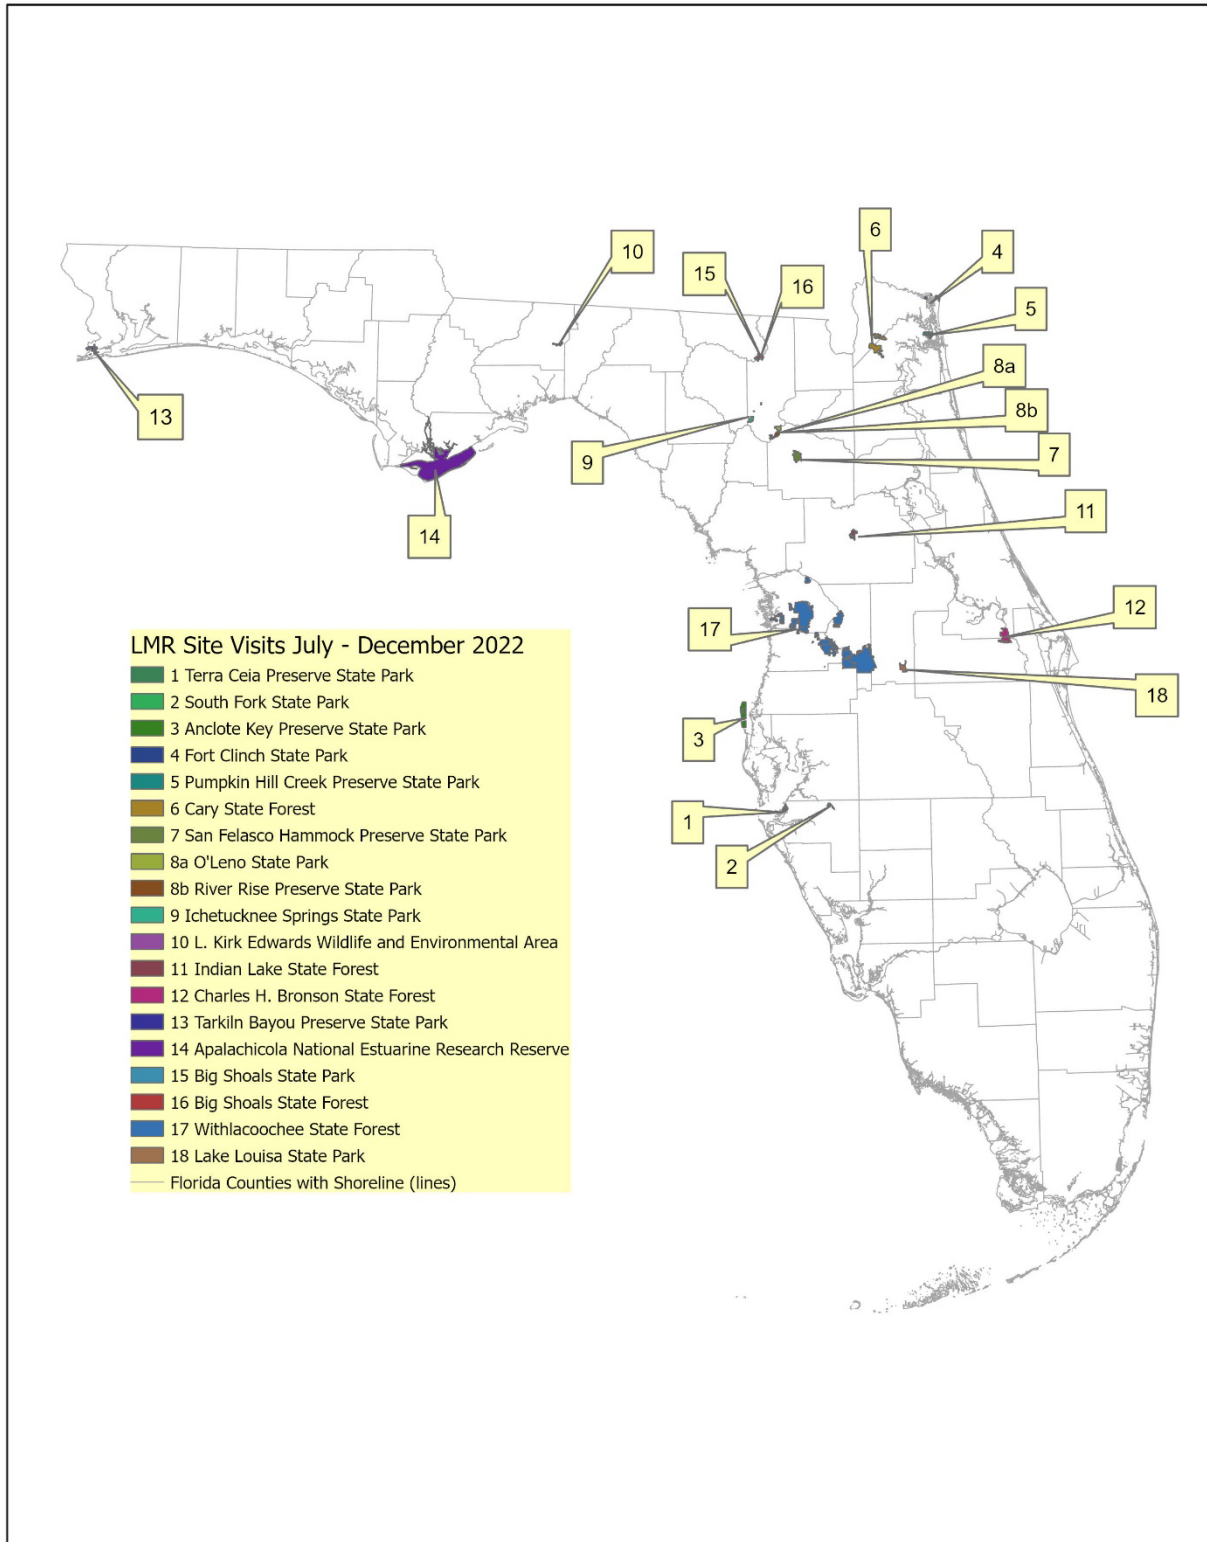 6
4
10
15
16
5
8a
13
8b
9
7
14
11
12
17
18
3
1
2
LMR Site Visits July - December 2022
1 Terra Ceia Preserve State Park
2 South Fork State Park
3 Anclote Key Preserve State Park
4 Fort Clinch State Park
5 Pumpkin Hill Creek Preserve State Park
6 Cary State Forest
7 San Felasco Hammock Preserve State Park
8a O'Leno State Park
8b River Rise Preserve State Park
9 Ichetucknee Springs State Park
10 L. Kirk Edwards Wildlife and Environmental Area
11 Indian Lake State Forest
12 Charles H. Bronson State Forest
13 Tarkiln Bayou Preserve State Park
14 Apalachicola National Estuarine Research Reserve
15 Big Shoals State Park
16 Big Shoals State Forest
17 Withlacoochee State Forest
18 Lake Louisa State Park
Florida Counties with Shoreline (lines)